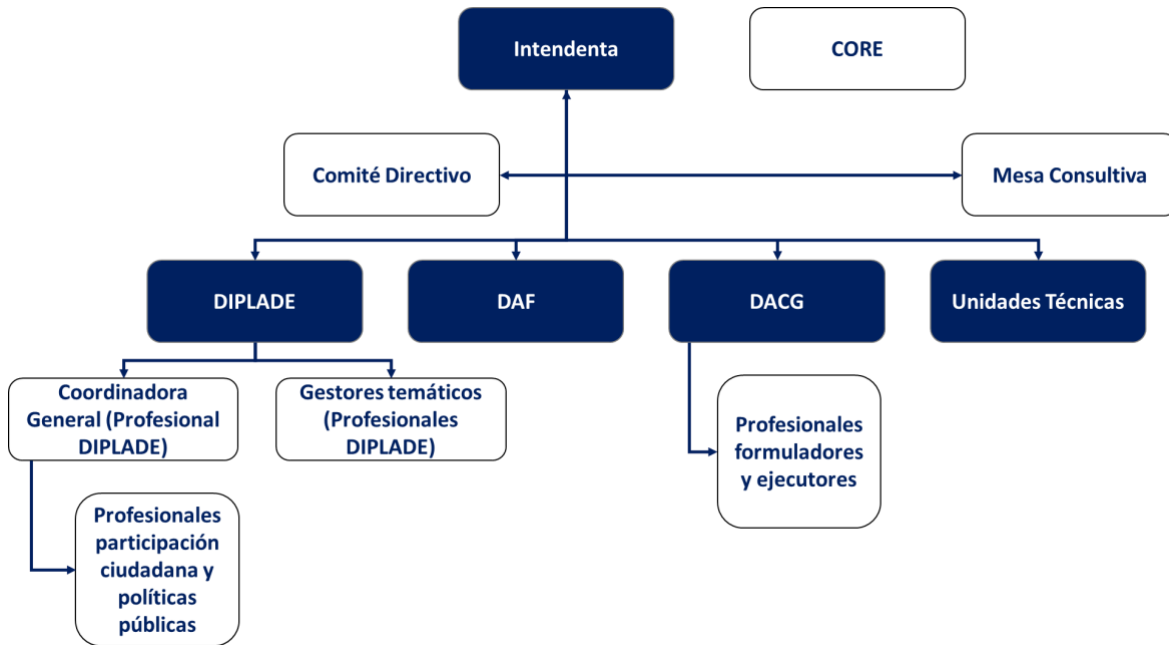 Intendenta
CORE
Comité Directivo
Mesa Consultiva
DIPLADE
DAF
DACG
Unidades Técnicas
Coordinadora
General (Profesional
DIPLADE)
Gestores temáticos
(Profesionales
DIPLADE)
Profesionales
formuladores
y ejecutores
Profesionales
participación
ciudadana y
políticas
públicas